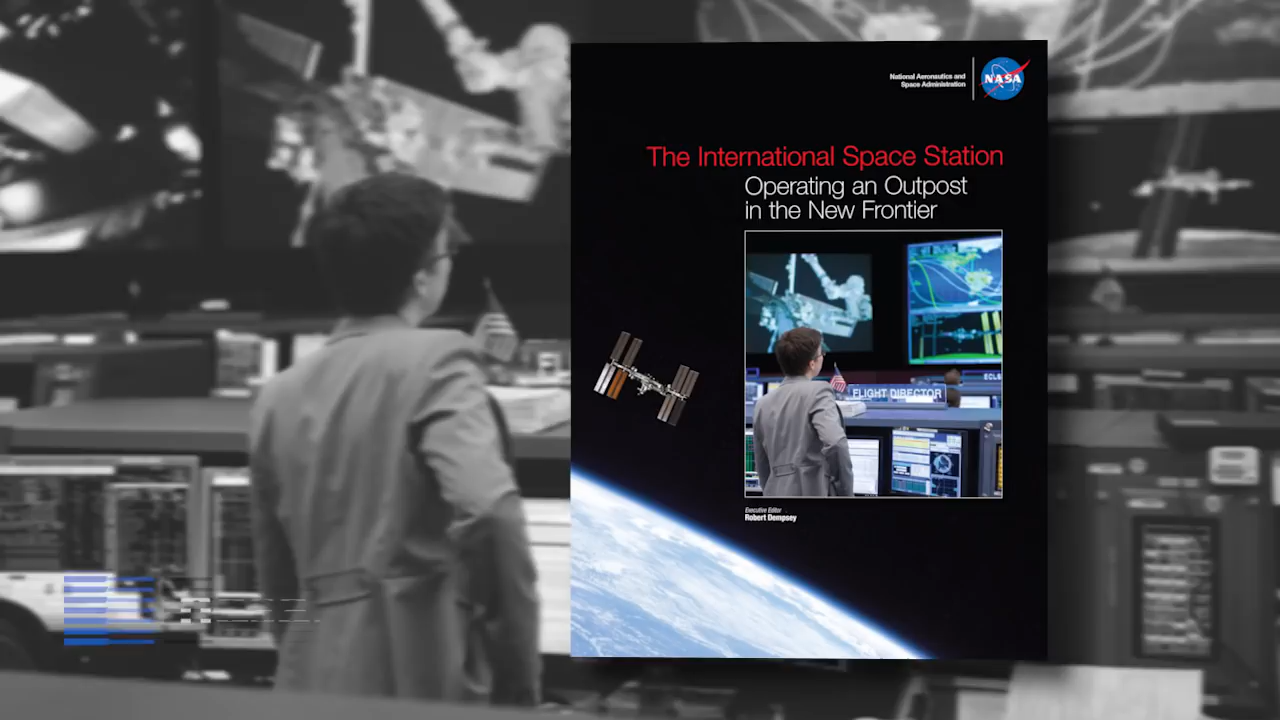 National Aeronautics and
Space Administration
NASA
The International Space Station
Operating an Outpost
in the New Frontier
FLIGHT DIRECTOR
Executive Editor
Robert Dempsey